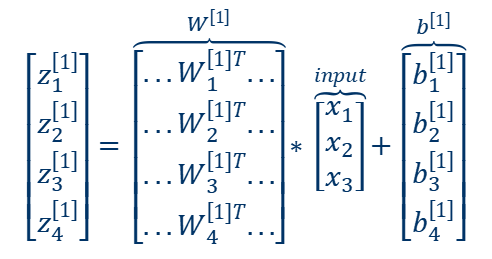 W^[1] b^[1]
input
[z_1^[1] z_2^[1] z_3^[1] z_4^[1]] = [...W_1^[1]T... ...W_2^[1]T... ...W_3^[1]T... ...W_4^[1]T...] * [x_1 x_2 x_3] + [b_1^[1] b_2^[1] b_3^[1] b_4^[1]]